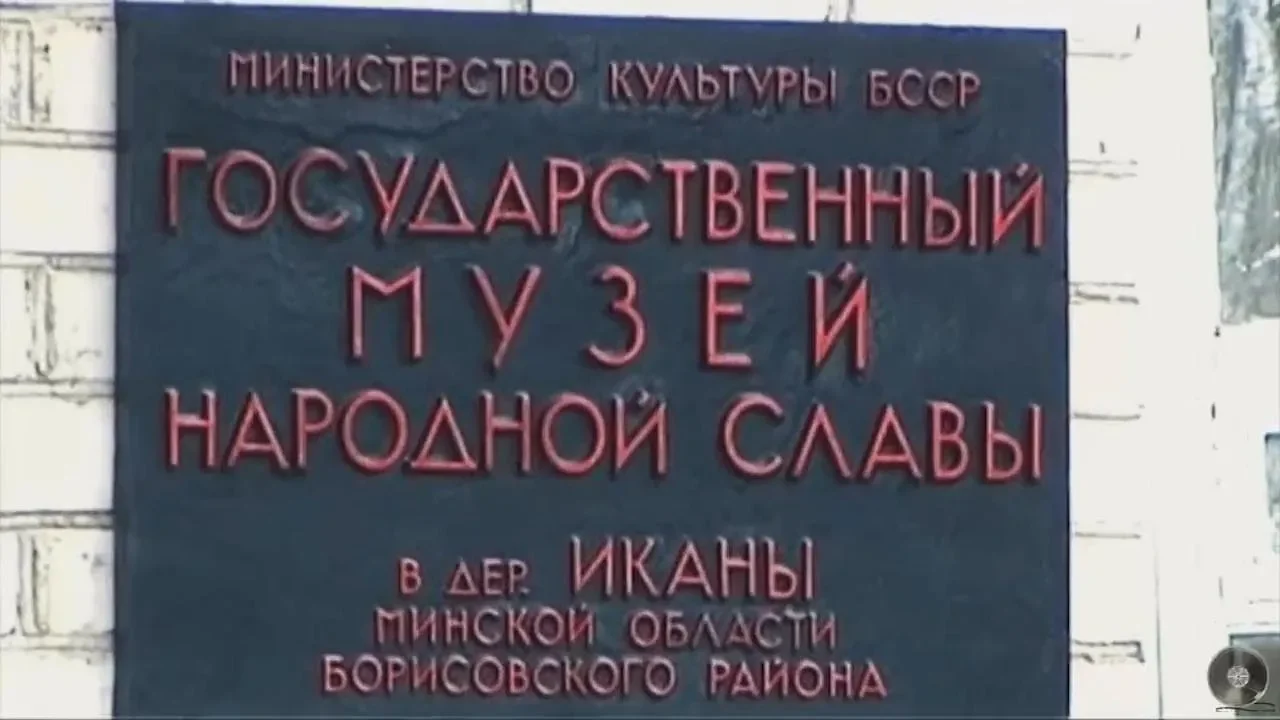 МИНИСТЕРСТВО КУЛЬТУРЫ БССР
ГОСУДАРСТВЕННЫЙ
МУЗЕЙ
НАРОДНОЙ СЛАВЫ
В ДЕР. ИКАНЫ
МИНСКОЙ ОБЛАСТИ
БОРИСОВСКОГО РАЙОНА